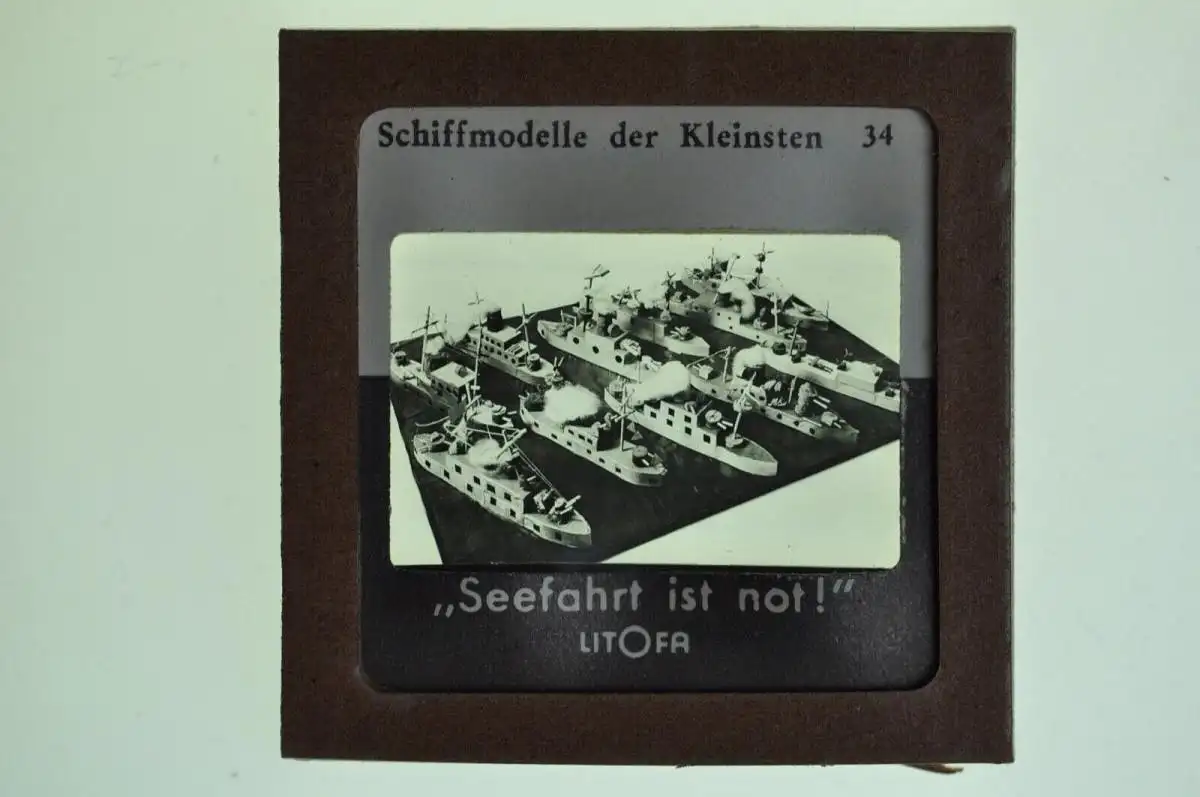 Schiffmodelle der Kleinsten 34
„Seefahrt ist not!“
LITOFA